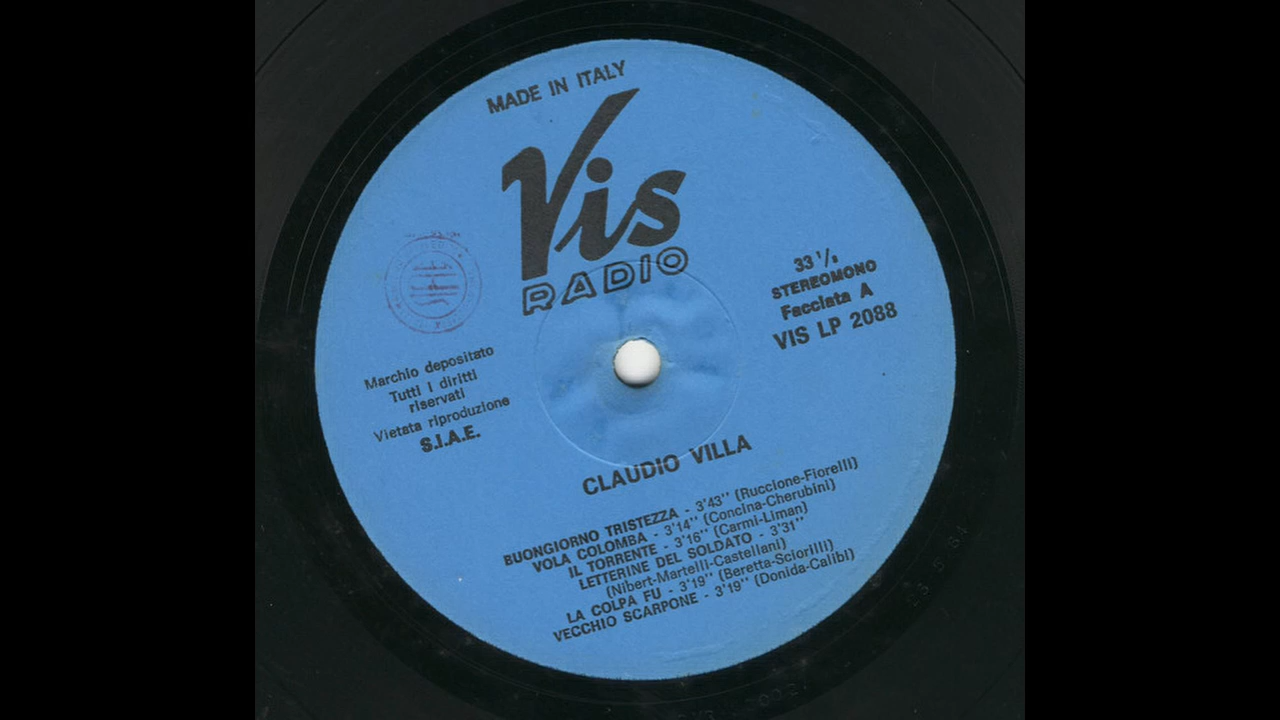 MADE IN ITALY
Vis
RADIO
33 1/3
STEREOMONO
Facciata A
VIS LP 2088
Marchio depositato
Tutti i diritti
riservati
Vietata riproduzione
S.I.A.E.
CLAUDIO VILLA
BUONGIORNO TRISTEZZA - 3'43'' (Ruccione-Fiorelli)
VOLA COLOMBA - 3'14'' (Concina-Cherubini)
IL TORRENTE - 3'16'' (Carmi-Liman)
LETTERINE DEL SOLDATO - 3'31''
(Nibert-Martelli-Castellani)
LA COLPA FU - 3'19'' (Beretta-Sciorilli)
VECCHIO SCARPONE - 3'19'' (Donida-Calibi)